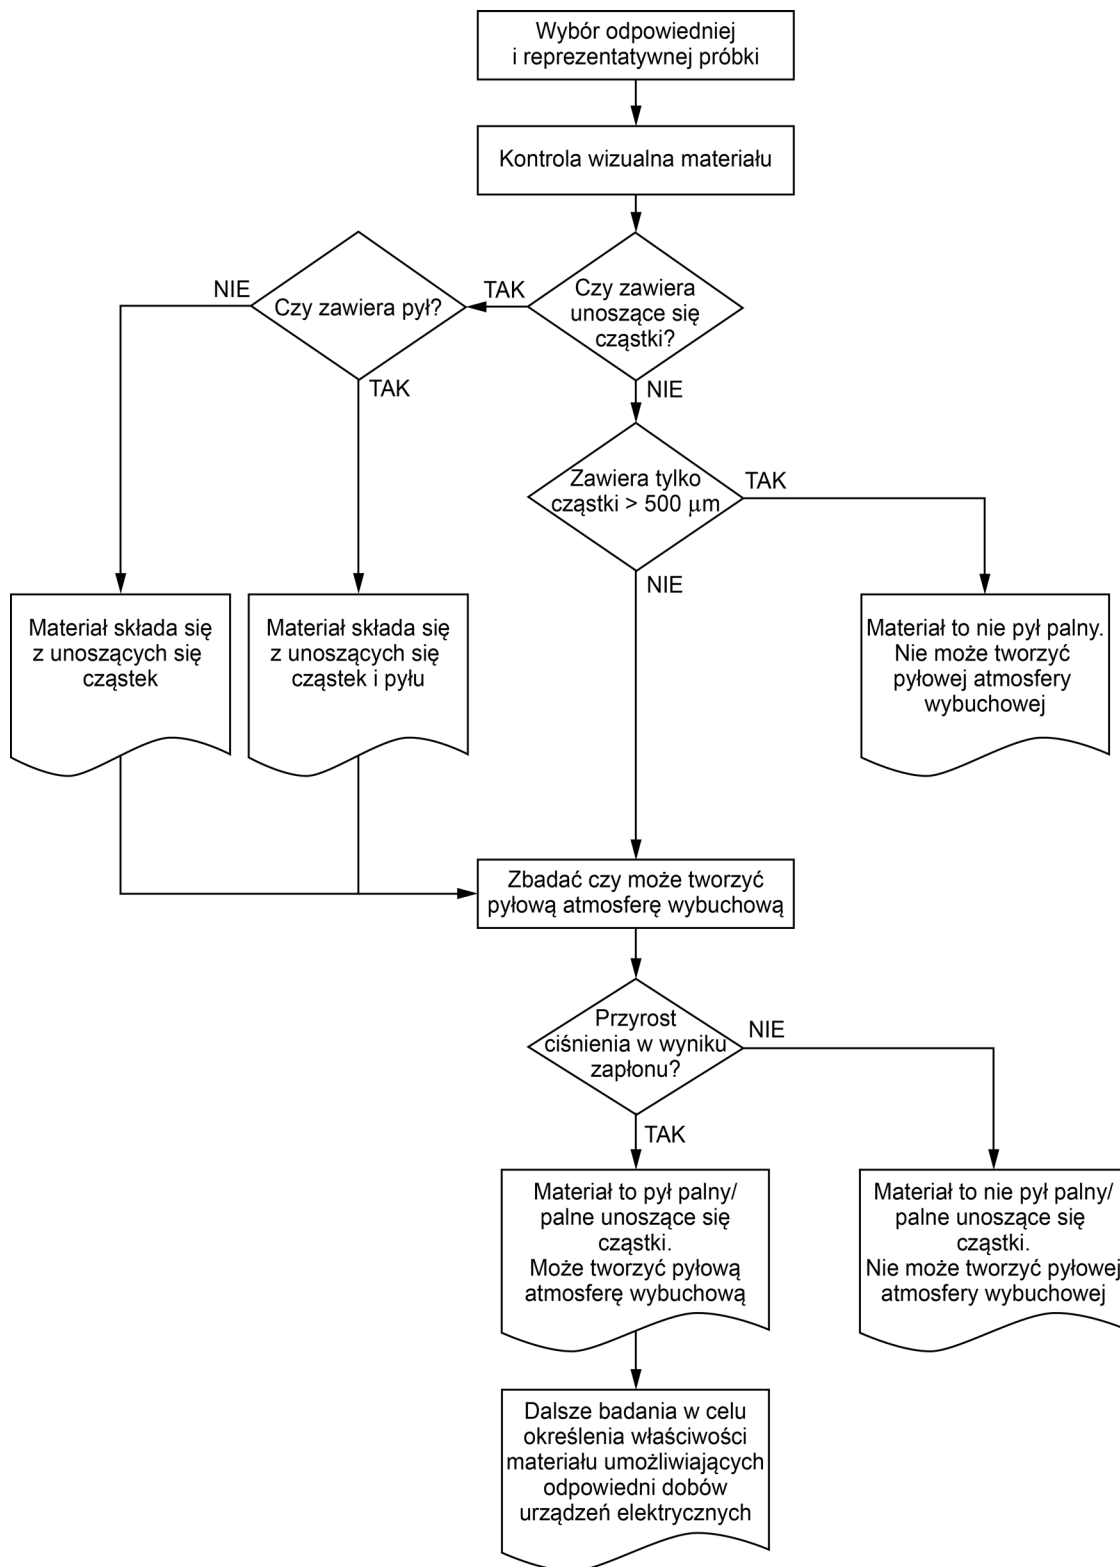 Wybór odpowiedniej
i reprezentatywnej próbki
Kontrola wizualna materiału
Czy zawiera
unoszące się
cząstki?
TAK
NIE
Czy zawiera pył?
NIE
TAK
Zawiera tylko
cząstki > 500 μm
TAK
NIE
Materiał składa się
z unoszących się
cząstek
Materiał składa się
z unoszących się
cząstek i pyłu
Materiał to nie pył palny.
Nie może tworzyć
pyłowej atmosfery
wybuchowej
Zbadać czy może tworzyć
pyłową atmosferę wybuchową
Przyrost
ciśnienia w wyniku
zapłonu?
NIE
TAK
Materiał to pył palny/
palne unoszące się
cząstki.
Może tworzyć pyłową
atmosferę wybuchową
Materiał to nie pył palny/
palne unoszące się
cząstki.
Nie może tworzyć pyłowej
atmosfery wybuchowej
Dalsze badania w celu
określenia właściwości
materiału umożliwiających
odpowiedni dobów
urządzeń elektrycznych